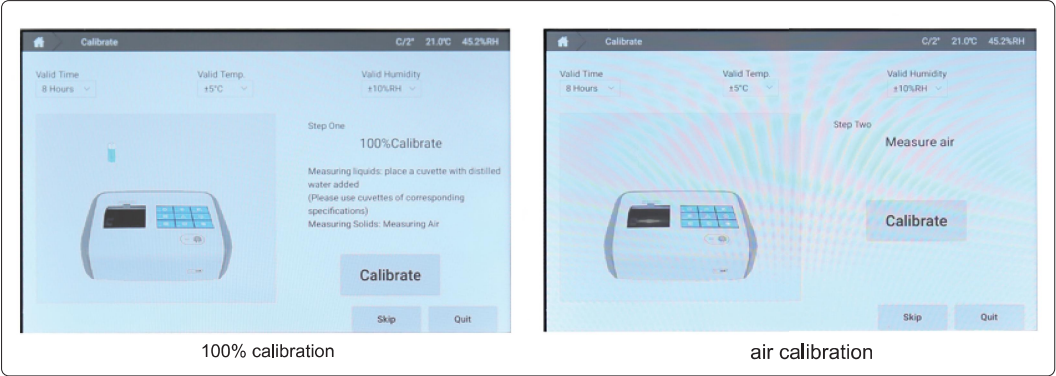 Calibrate
C/2° 21.0°C 45.2%RH
Valid Time
Valid Temp.
Valid Humidity
8 Hours
±5°C
±10%RH
Step One
100%Calibrate
Measuring liquids: place a cuvette with distilled
water added
(Please use cuvettes of corresponding
specifications)
Measuring Solids: Measuring Air
Calibrate
Skip
Quit
100% calibration
Calibrate
C/2° 21.0°C 45.2%RH
Valid Time
Valid Temp.
Valid Humidity
8 Hours
±5°C
±10%RH
Step Two
Measure air
Calibrate
Skip
Quit
air calibration